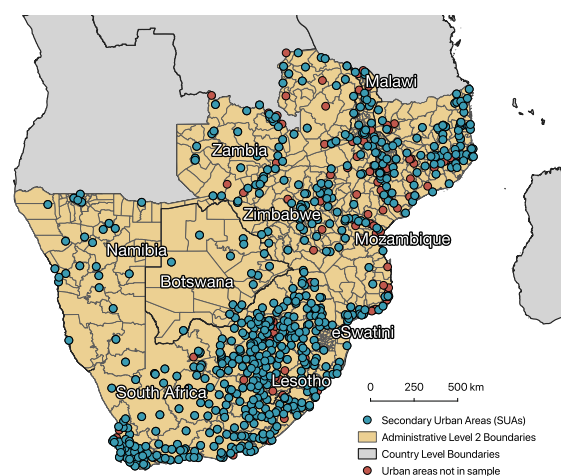 Malawi
Zambia
Zimbabwe
Mozambique
Namibia
Botswana
eSwatini
Lesotho
South Africa
0 250 500 km
Secondary Urban Areas (SUAs)
Administrative Level 2 Boundaries
Country Level Boundaries
Urban areas not in sample